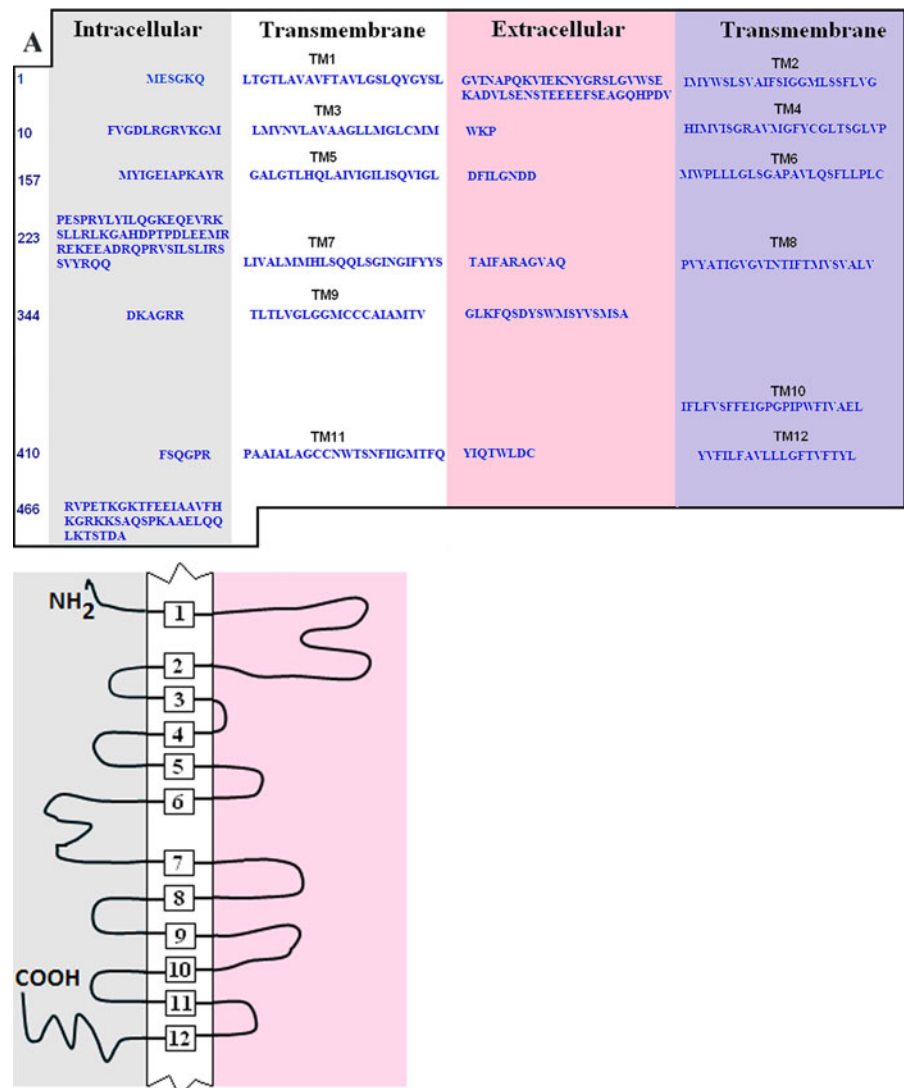 A
Intracellular Transmembrane Extracellular Transmembrane
TM1 TM2
1 MESGKQ LTGTLAVAVFTAVLGSLQYGYSL GVINAPQKVIEKNYGRSLGVWSE IMYWSLSVAIFSIGGMLSSFLVG
KADVLSENSTEEEEFSEAGQHPDV
TM3 TM4
10 FVGDLRGRVKGM LMVNVLAVAAGLLMGLCMM WKP HIMVISGRAVMGFYCGLTSGLVP
TM5 TM6
157 MYIGEIAPKAYR GALGTLHQLAIVIGILISQVIGL DFILGNDD MWPLLLGLSGAPAVLQSFLLPLC
223 PESPRYLYILQGKEQEVRK
SLLRLKGAHDPTPDLEEMR
REKEEADRQPRVSILSLIRS
SVYRQQ
TM7 TM8
LIVALMMHLSQQLSGINGIFYYS TAIFARAGVAQ PVYATIGVGVINTIFTMVSVALV
TM9
344 DKAGRR TLTLVGLGGMCCCAIAMTV GLKFQSDYSWMSYVSMSA
TM10
IFLFVSFFEIGPGPIPWFIVAEL
TM11 TM12
410 FSQGPR PAAIALAGCCNWTSNFIIGMTFQ YIQTWLDC YVFILFAVLLLGFTVFTYL
466 RVPETKGKTFEEIAAVFH
KGRKKSAQSPKAAELQQ
LKTSTDA
NH2
1
2
3
4
5
6
7
8
9
10
COOH
11
12